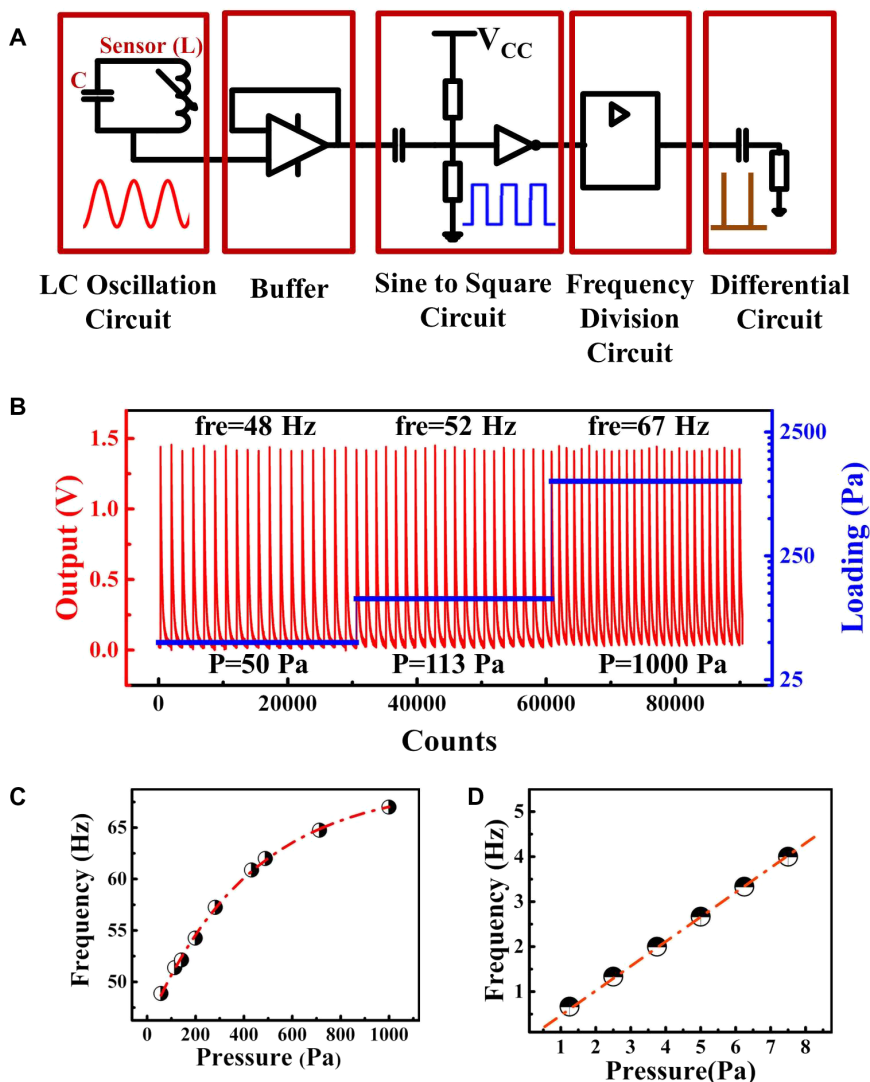 A
Sensor (L)
C
VCC
LC Oscillation
Circuit
Buffer
Sine to Square
Circuit
Frequency
Division
Circuit
Differential
Circuit
B
fre=48 Hz fre=52 Hz fre=67 Hz
1.5
1.0
0.5
0.0
Output (V)
2500
250
25
Loading (Pa)
P=50 Pa P=113 Pa P=1000 Pa
0 20000 40000 60000 80000
Counts
C
Frequency (Hz)
65
60
55
50
0 200 400 600 800 1000
Pressure (Pa)
D
Frequency (Hz)
5
4
3
2
1
1 2 3 4 5 6 7 8
Pressure(Pa)